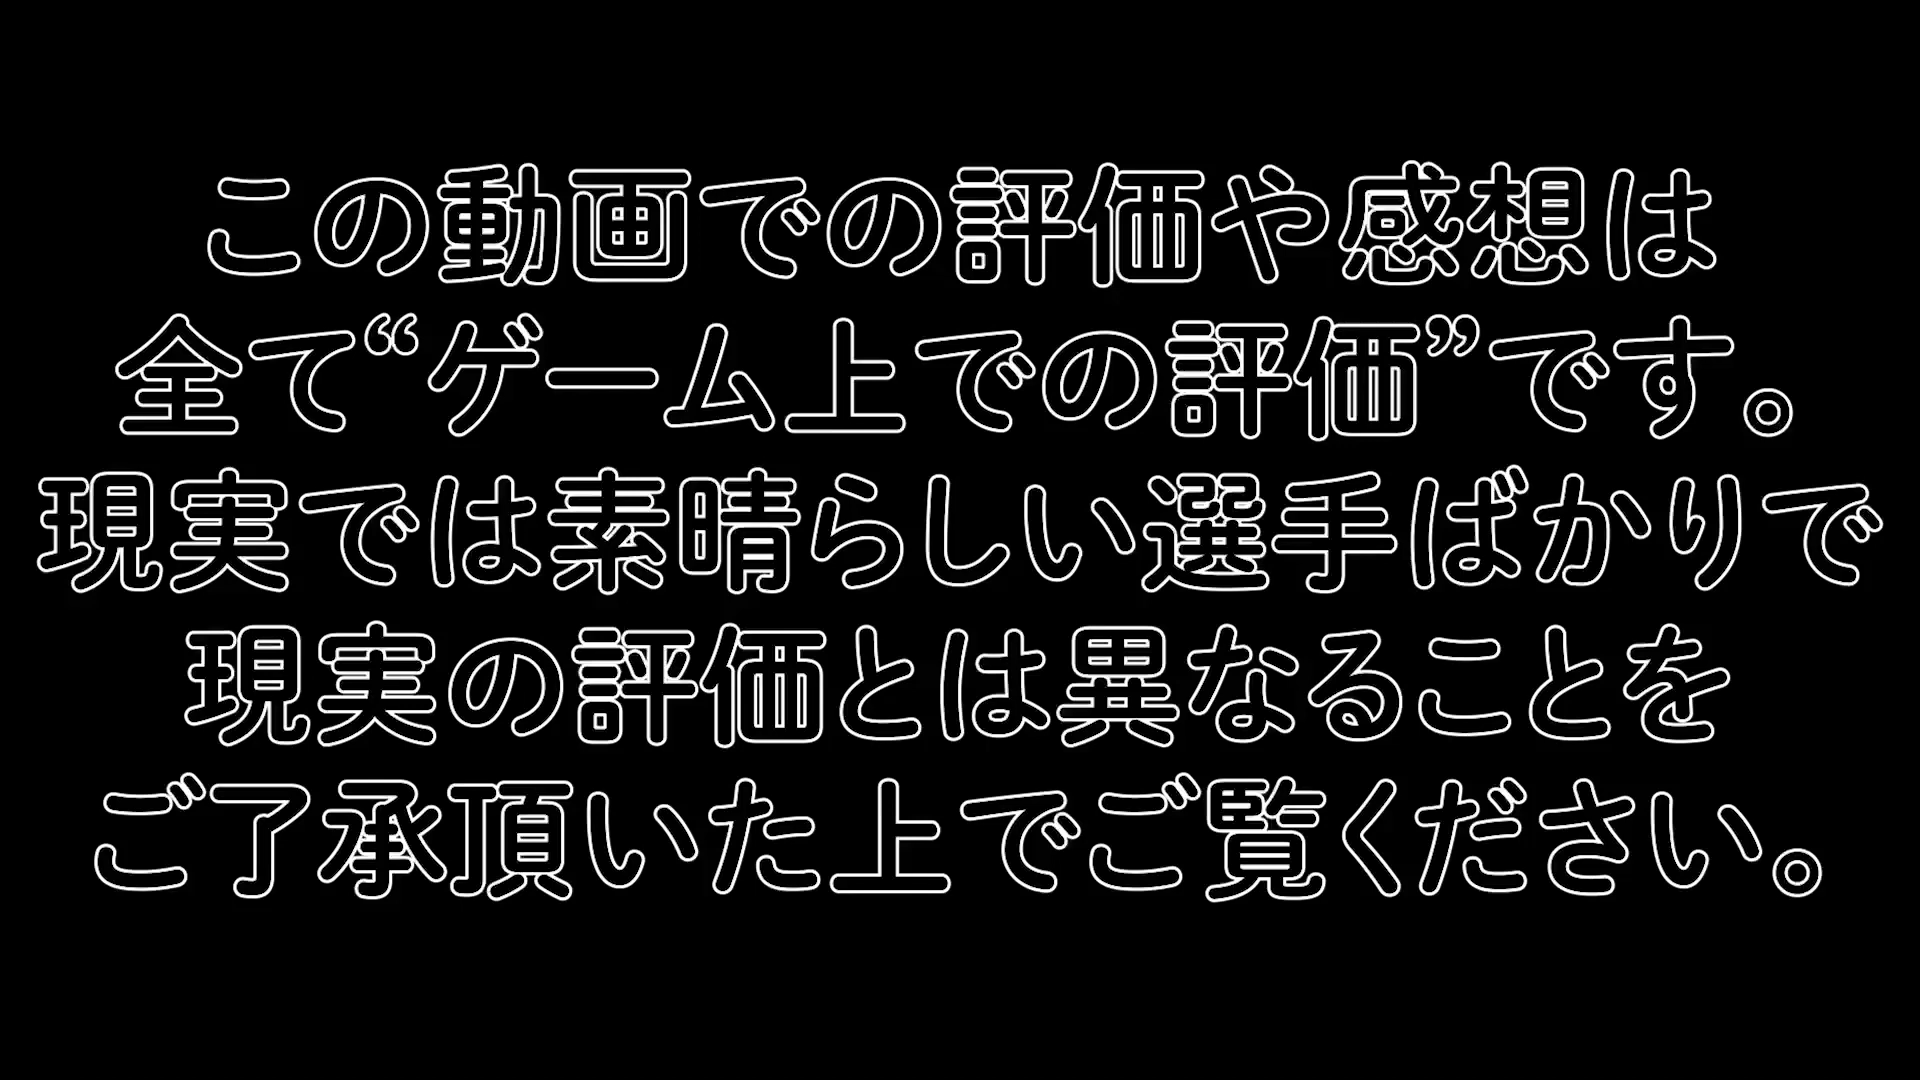 この動画での評価や感想は
全て“ゲーム上での評価”です。
現実では素晴らしい選手ばかりで
現実の評価とは異なることを
ご了承頂いた上でご覧ください。